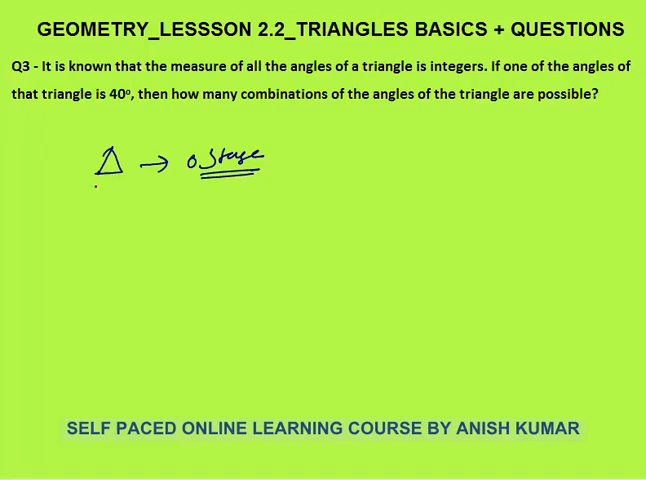 GEOMETRY_LESSSON 2.2_TRIANGLES BASICS + QUESTIONS
Q3 - It is known that the measure of all the angles of a triangle is integers. If one of the angles of
that triangle is 40°, then how many combinations of the angles of the triangle are possible?
Δ → 0 Stage
SELF PACED ONLINE LEARNING COURSE BY ANISH KUMAR